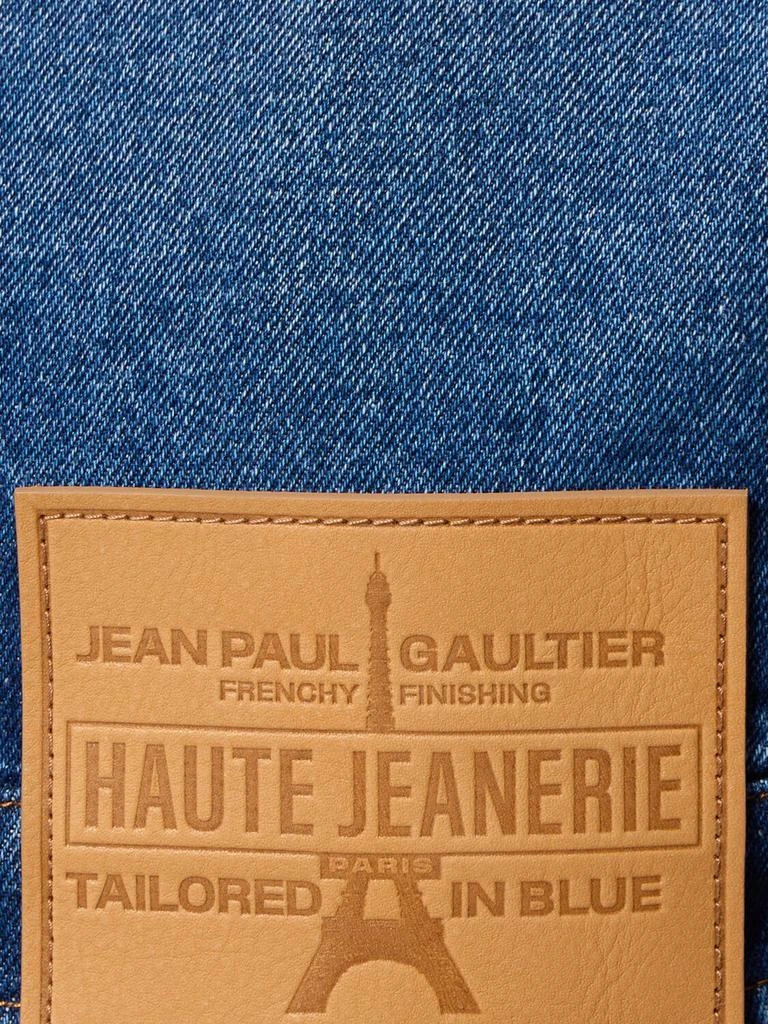 JEAN PAUL GAULTIER
FRENCHY FINISHING
HAUTE JEANERIE
PARIS
TAILORED IN BLUE